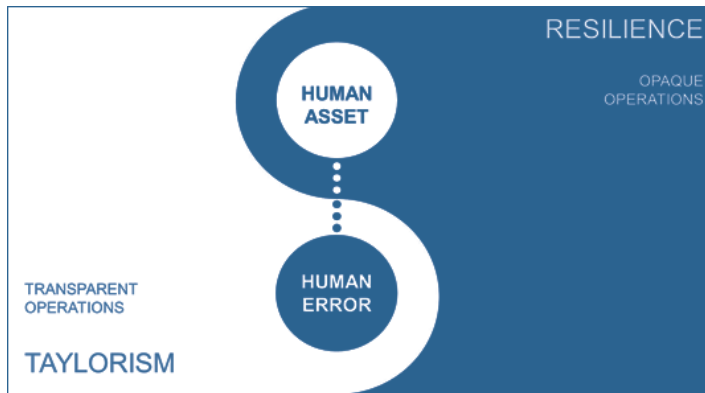 RESILIENCE
OPAQUE
OPERATIONS
HUMAN
ASSET
HUMAN
ERROR
TRANSPARENT
OPERATIONS
TAYLORISM